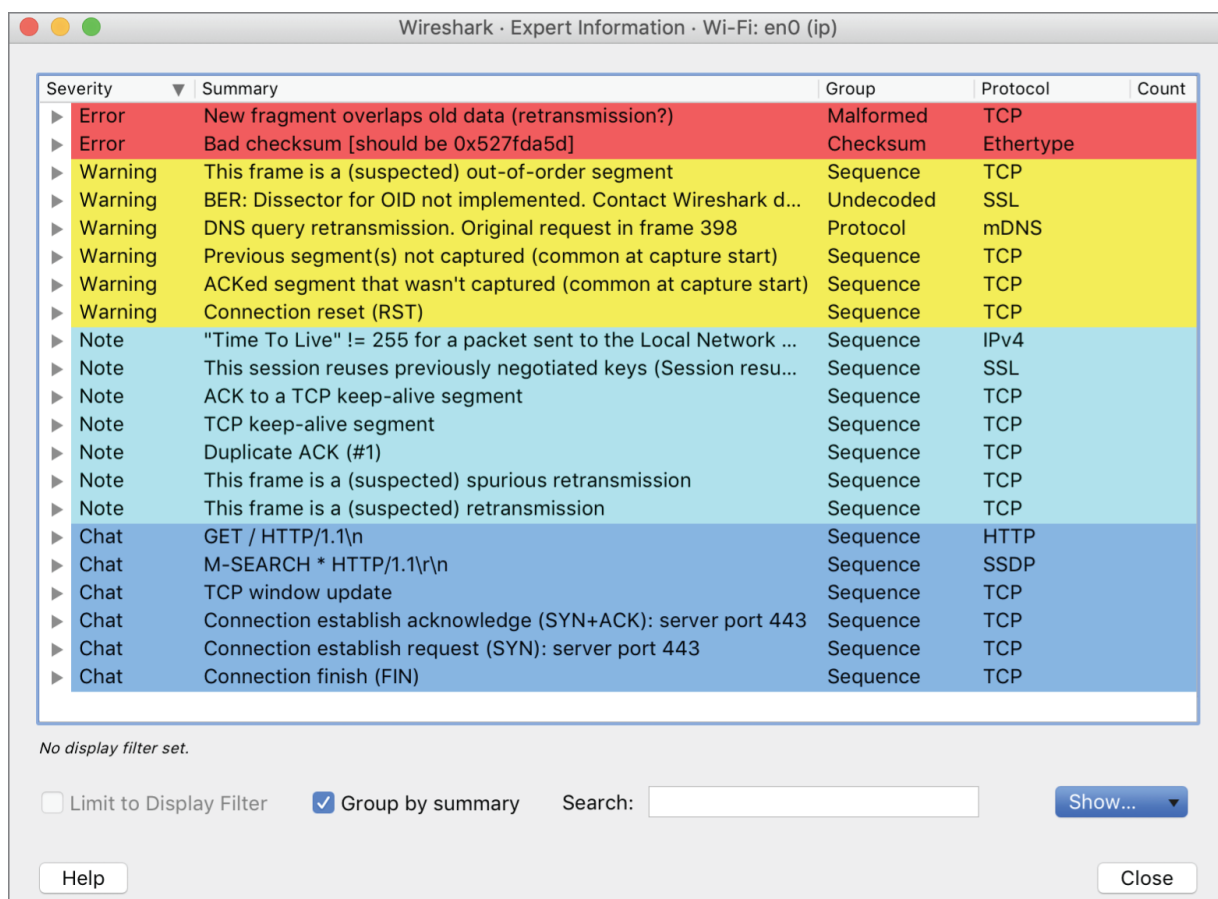 Wireshark · Expert Information · Wi-Fi: en0 (ip)
Severity Summary Group Protocol Count
Error New fragment overlaps old data (retransmission?) Malformed TCP
Error Bad checksum [should be 0x527fda5d] Checksum Ethertype
Warning This frame is a (suspected) out-of-order segment Sequence TCP
Warning BER: Dissector for OID not implemented. Contact Wireshark d... Undecoded SSL
Warning DNS query retransmission. Original request in frame 398 Protocol mDNS
Warning Previous segment(s) not captured (common at capture start) Sequence TCP
Warning ACKed segment that wasn't captured (common at capture start) Sequence TCP
Warning Connection reset (RST) Sequence TCP
Note "Time To Live" != 255 for a packet sent to the Local Network ... Sequence IPv4
Note This session reuses previously negotiated keys (Session resu... Sequence SSL
Note ACK to a TCP keep-alive segment Sequence TCP
Note TCP keep-alive segment Sequence TCP
Note Duplicate ACK (#1) Sequence TCP
Note This frame is a (suspected) spurious retransmission Sequence TCP
Note This frame is a (suspected) retransmission Sequence TCP
Chat GET / HTTP/1.1\n Sequence HTTP
Chat M-SEARCH * HTTP/1.1\r\n Sequence SSDP
Chat TCP window update Sequence TCP
Chat Connection establish acknowledge (SYN+ACK): server port 443 Sequence TCP
Chat Connection establish request (SYN): server port 443 Sequence TCP
Chat Connection finish (FIN) Sequence TCP
No display filter set.
Limit to Display Filter Group by summary Search: Show...
Help Close